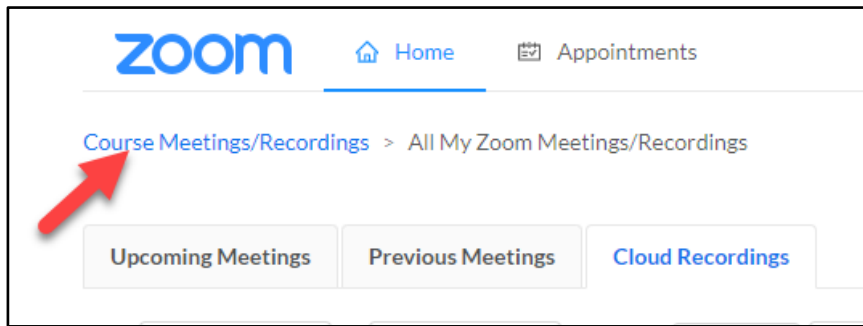 zoom Home Appointments
Course Meetings/Recordings > All My Zoom Meetings/Recordings
Upcoming Meetings Previous Meetings Cloud Recordings